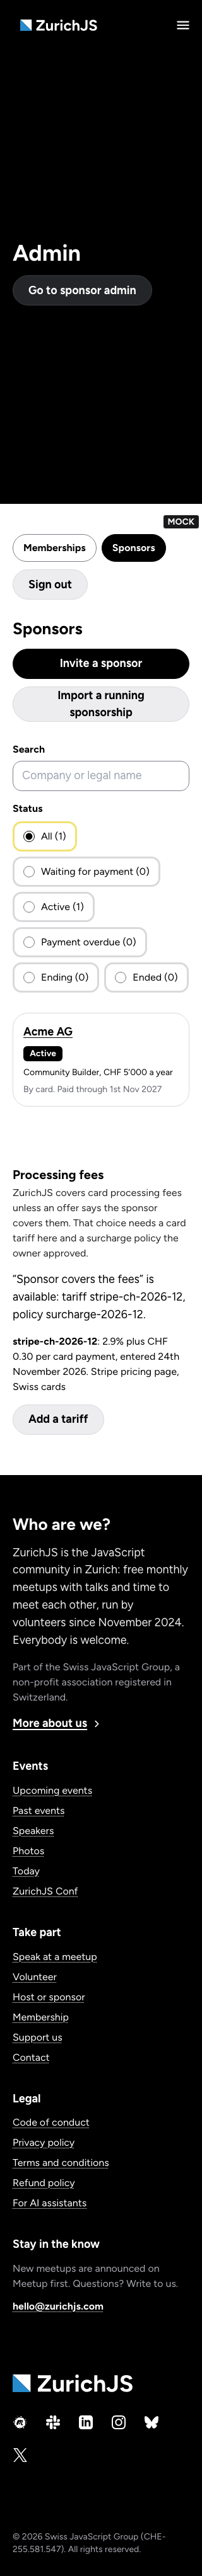 ZurichJS
Admin
Go to sponsor admin
MOCK
Memberships
Sponsors
Sign out
Sponsors
Invite a sponsor
Import a running
sponsorship
Search
Company or legal name
Status
All (1)
Waiting for payment (0)
Active (1)
Payment overdue (0)
Ending (0)
Ended (0)
Acme AG
Active
Community Builder, CHF 5'000 a year
By card. Paid through 1st Nov 2027
Processing fees
ZurichJS covers card processing fees
unless an offer says the sponsor
covers them. That choice needs a card
tariff here and a surcharge policy the
owner approved.
“Sponsor covers the fees” is
available: tariff stripe-ch-2026-12,
policy surcharge-2026-12.
stripe-ch-2026-12: 2.9% plus CHF
0.30 per card payment, entered 24th
November 2026. Stripe pricing page,
Swiss cards
Add a tariff
Who are we?
ZurichJS is the JavaScript
community in Zurich: free monthly
meetups with talks and time to
meet each other, run by
volunteers since November 2024.
Everybody is welcome.
Part of the Swiss JavaScript Group, a
non-profit association registered in
Switzerland.
More about us
Events
Upcoming events
Past events
Speakers
Photos
Today
ZurichJS Conf
Take part
Speak at a meetup
Volunteer
Host or sponsor
Membership
Support us
Contact
Legal
Code of conduct
Privacy policy
Terms and conditions
Refund policy
For AI assistants
Stay in the know
New meetups are announced on
Meetup first. Questions? Write to us.
hello@zurichjs.com
ZurichJS
© 2026 Swiss JavaScript Group (CHE-
255.581.547). All rights reserved.